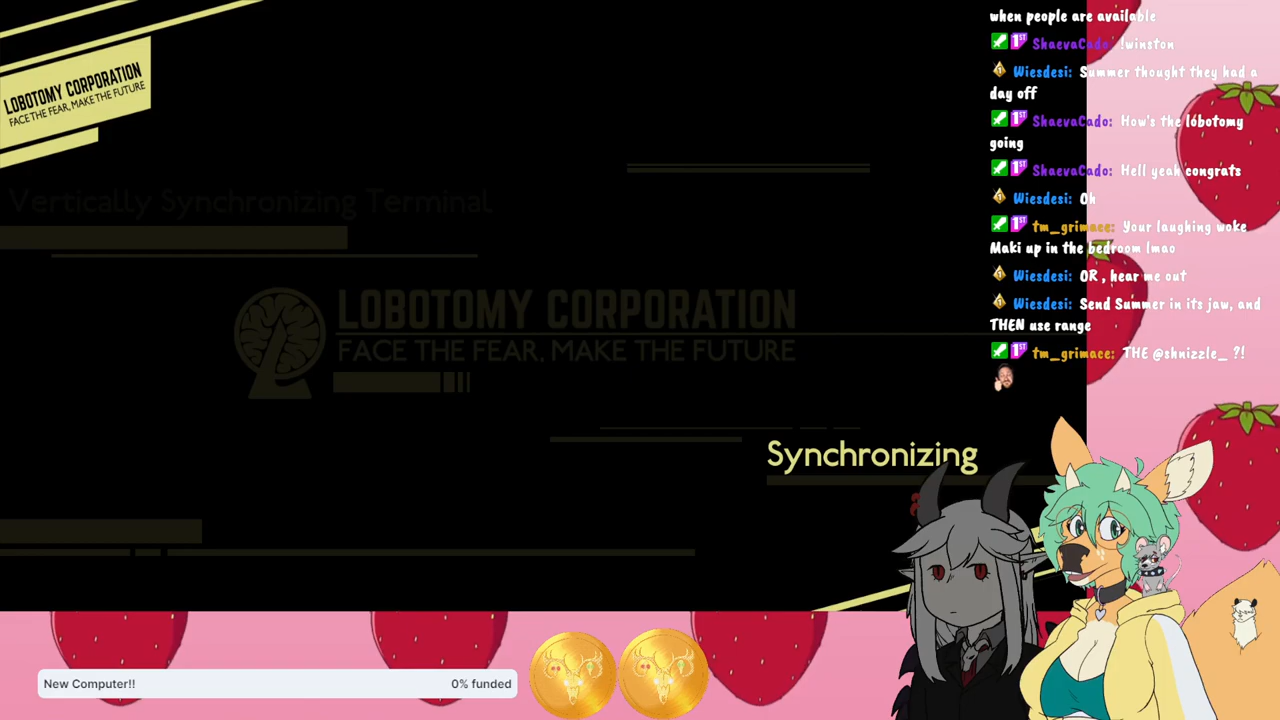 LOBOTOMY CORPORATION
FACE THE FEAR, MAKE THE FUTURE
Vertically Synchronizing Terminal
LOBOTOMY CORPORATION
FACE THE FEAR, MAKE THE FUTURE
Synchronizing
when people are available
ShaevaCado: !winston
Wiesdesi: Summer thought they had a
day off
ShaevaCado: How's the lobotomy
going
ShaevaCado: Hell yeah congrats
Wiesdesi: Oh
tm_grimace: Your laughing woke
Maki up in the bedroom lmao
Wiesdesi: OR , hear me out
Wiesdesi: Send Summer in its jaw, and
THEN use range
tm_grimace: THE @shnizzle_ ?!
New Computer!! 0% funded